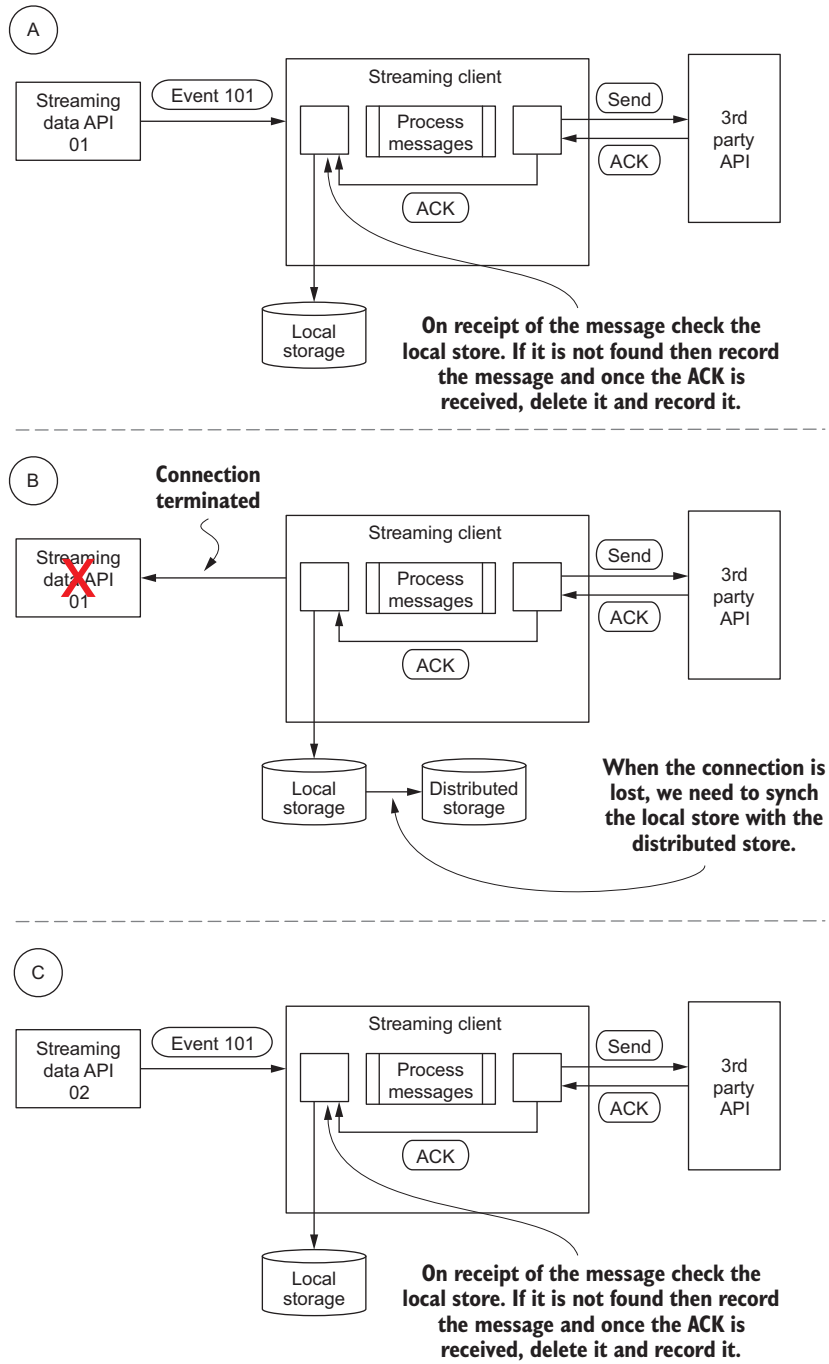 A
Streaming
data API
01
Event 101
Streaming client
Process
messages
Send
ACK
ACK
3rd
party
API
Local
storage
On receipt of the message check the
local store. If it is not found then record
the message and once the ACK is
received, delete it and record it.
B
Connection
terminated
Streaming
data API
01
X
Streaming client
Process
messages
Send
ACK
ACK
3rd
party
API
Local
storage
Distributed
storage
When the connection is
lost, we need to synch
the local store with the
distributed store.
C
Streaming
data API
02
Event 101
Streaming client
Process
messages
Send
ACK
ACK
3rd
party
API
Local
storage
On receipt of the message check the
local store. If it is not found then record
the message and once the ACK is
received, delete it and record it.